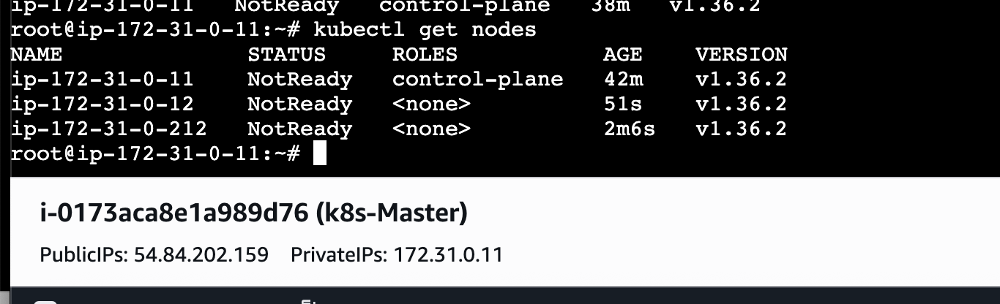 ip-172-31-0-11 NotReady control-plane 38m v1.36.2
root@ip-172-31-0-11:~# kubectl get nodes
NAME STATUS ROLES AGE VERSION
ip-172-31-0-11 NotReady control-plane 42m v1.36.2
ip-172-31-0-12 NotReady <none> 51s v1.36.2
ip-172-31-0-212 NotReady <none> 2m6s v1.36.2
root@ip-172-31-0-11:~#
i-0173aca8e1a989d76 (k8s-Master)
PublicIPs: 54.84.202.159 PrivateIPs: 172.31.0.11